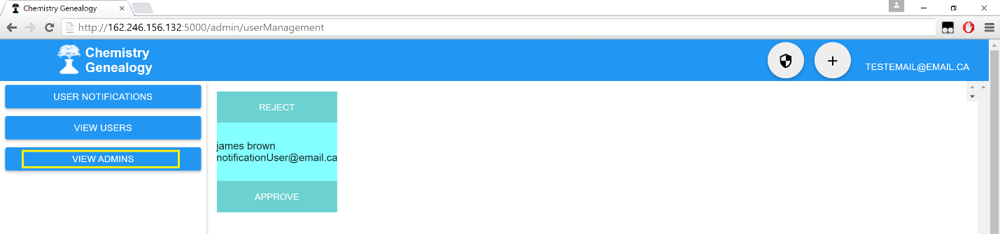 Chemistry Genealogy
http://162.246.156.132:5000/admin/userManagement
Chemistry
Genealogy
TESTEMAIL@EMAIL.CA
USER NOTIFICATIONS
VIEW USERS
VIEW ADMINS
REJECT
james brown
notificationUser@email.ca
APPROVE